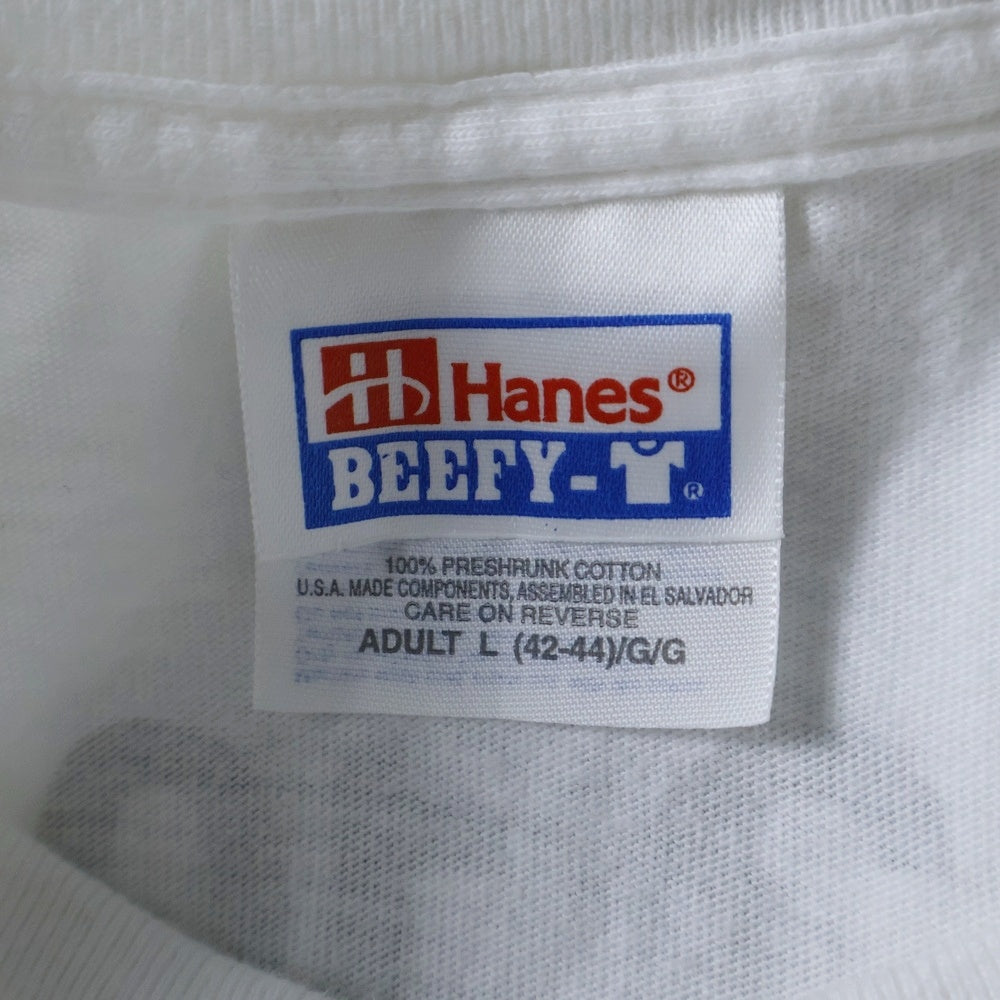 Hanes®
BEEFY-T®
100% PRESHRUNK COTTON
U.S.A. MADE COMPONENTS, ASSEMBLED IN EL SALVADOR
CARE ON REVERSE
ADULT L (42-44)/G/G